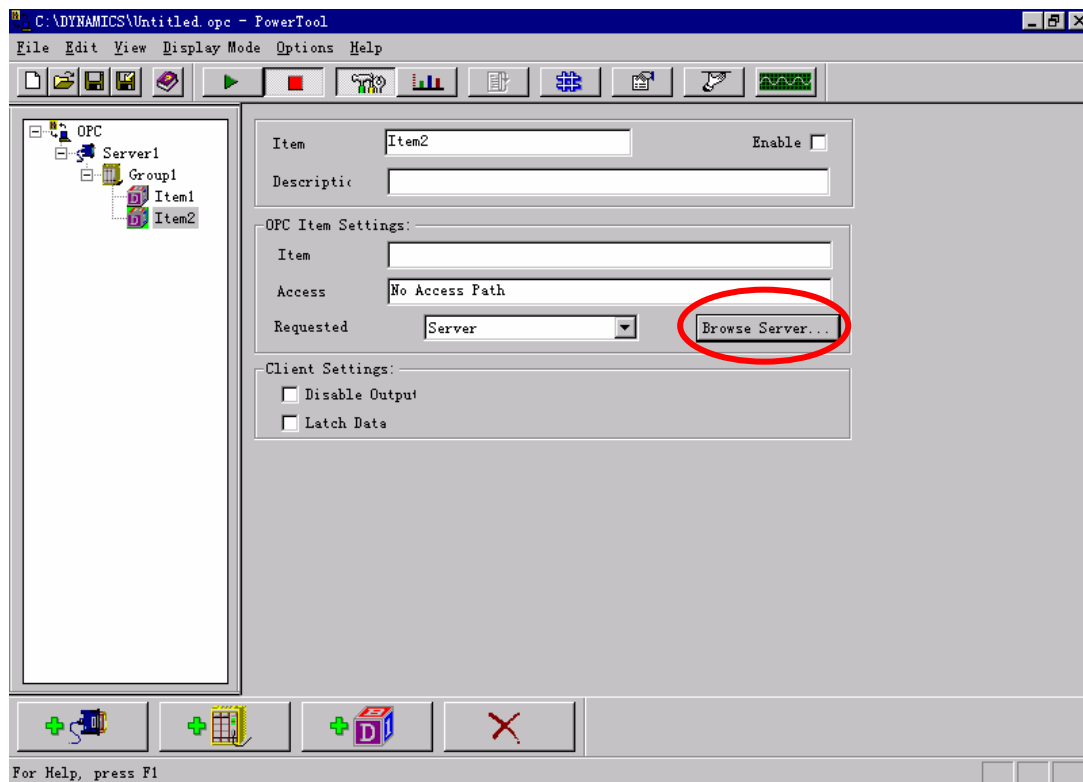 C:\DYNAMICS\Untitled.opc - PowerTool
File Edit View Display Mode Options Help
OPC
Server1
Group1
Item1
Item2
Item Item2 Enable
Descriptic
OPC Item Settings:
Item
Access No Access Path
Requested Server Browse Server...
Client Settings:
Disable Output
Latch Data
For Help, press F1